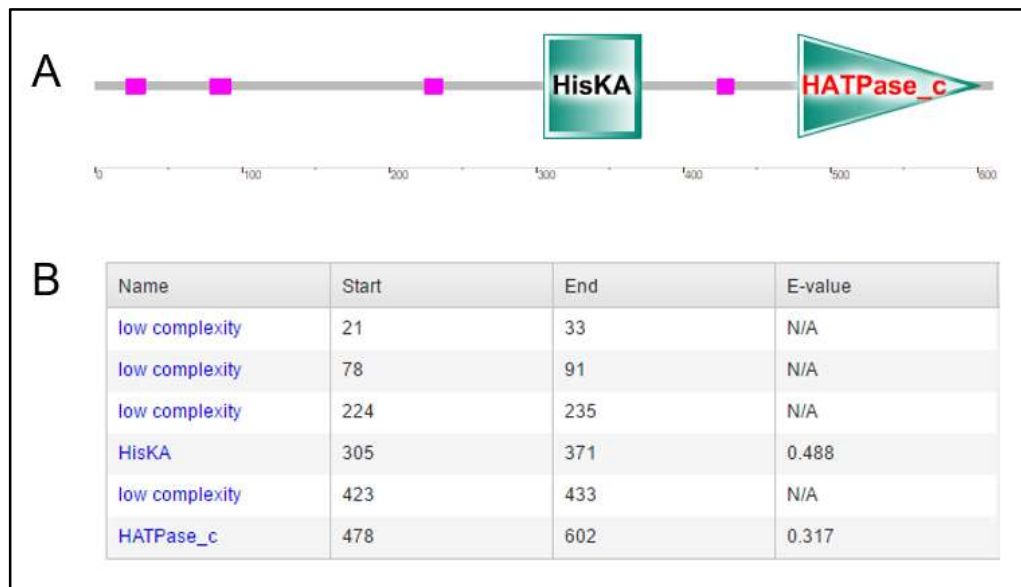 A
HisKA
HATPase_c
0 100 200 300 400 500 600
B
Name Start End E-value
low complexity 21 33 N/A
low complexity 78 91 N/A
low complexity 224 235 N/A
HisKA 305 371 0.488
low complexity 423 433 N/A
HATPase_c 478 602 0.317